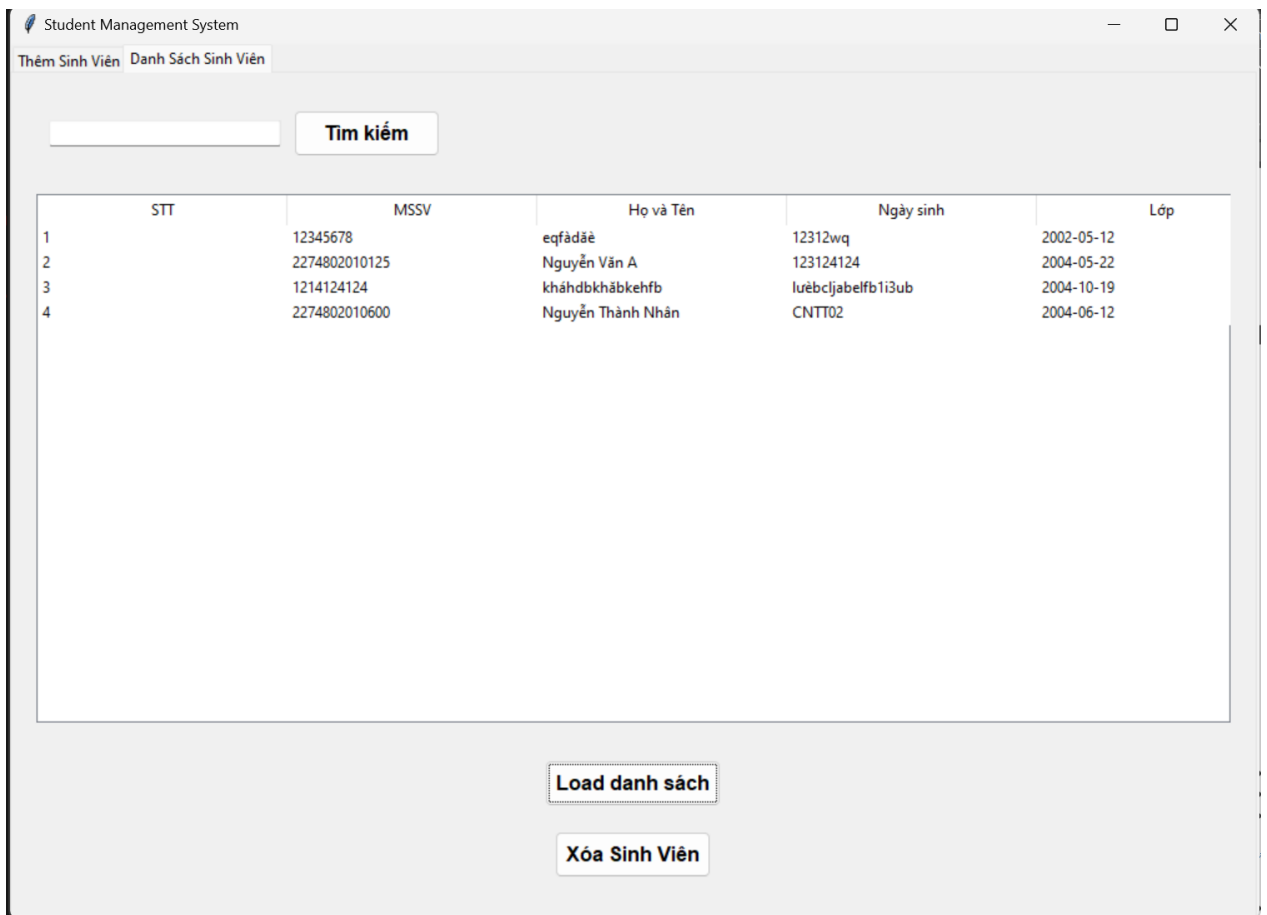 Student Management System
Thêm Sinh Viên Danh Sách Sinh Viên
Tìm kiếm
STT MSSV Họ và Tên Ngày sinh Lớp
1 12345678 eqfàdăè 12312wq 2002-05-12
2 2274802010125 Nguyễn Văn A 123124124 2004-05-22
3 1214124124 kháhdbkhăbkehfb lưèbcljabelfb1i3ub 2004-10-19
4 2274802010600 Nguyễn Thành Nhân CNTT02 2004-06-12
Load danh sách
Xóa Sinh Viên